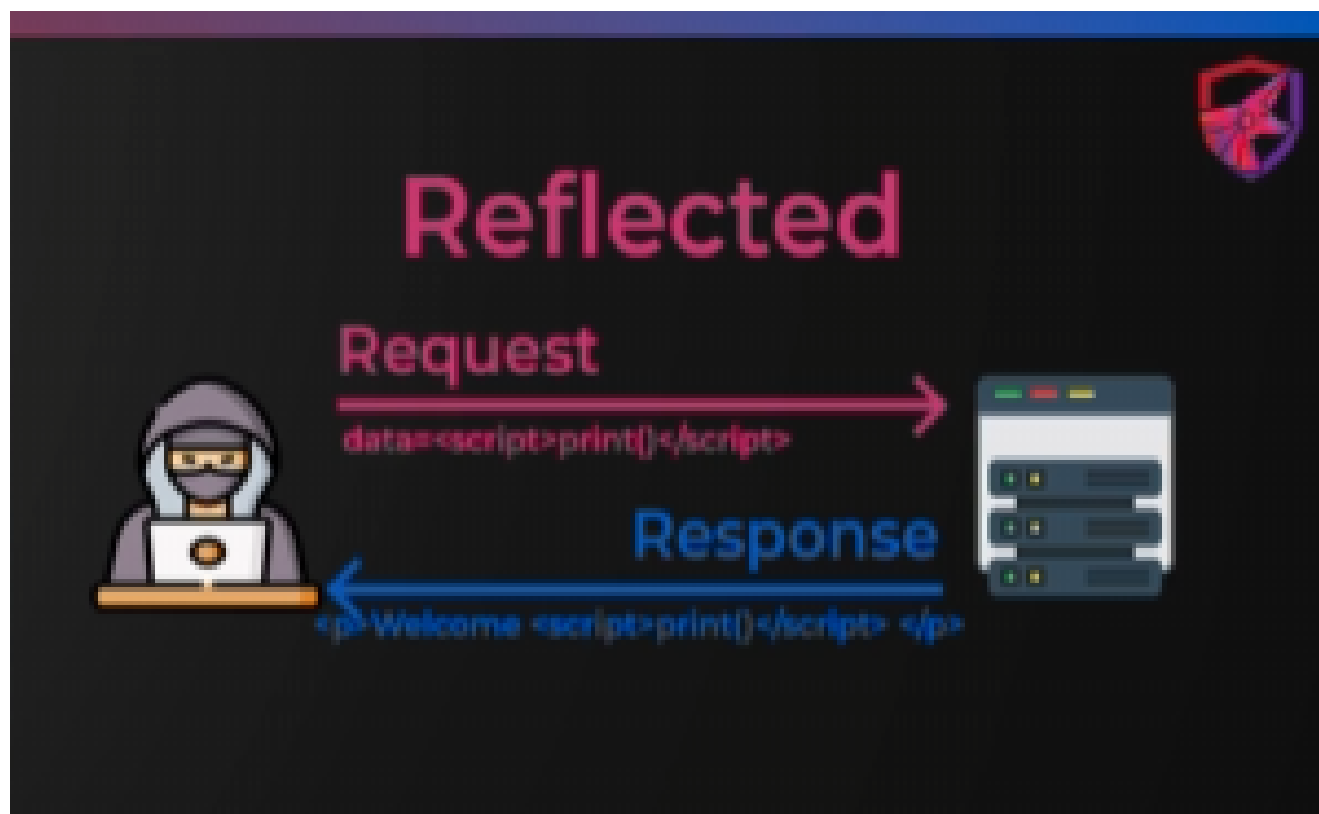 Reflected
Request
data=<script>print()</script>
Response
<p>Welcome <script>print()</script> </p>